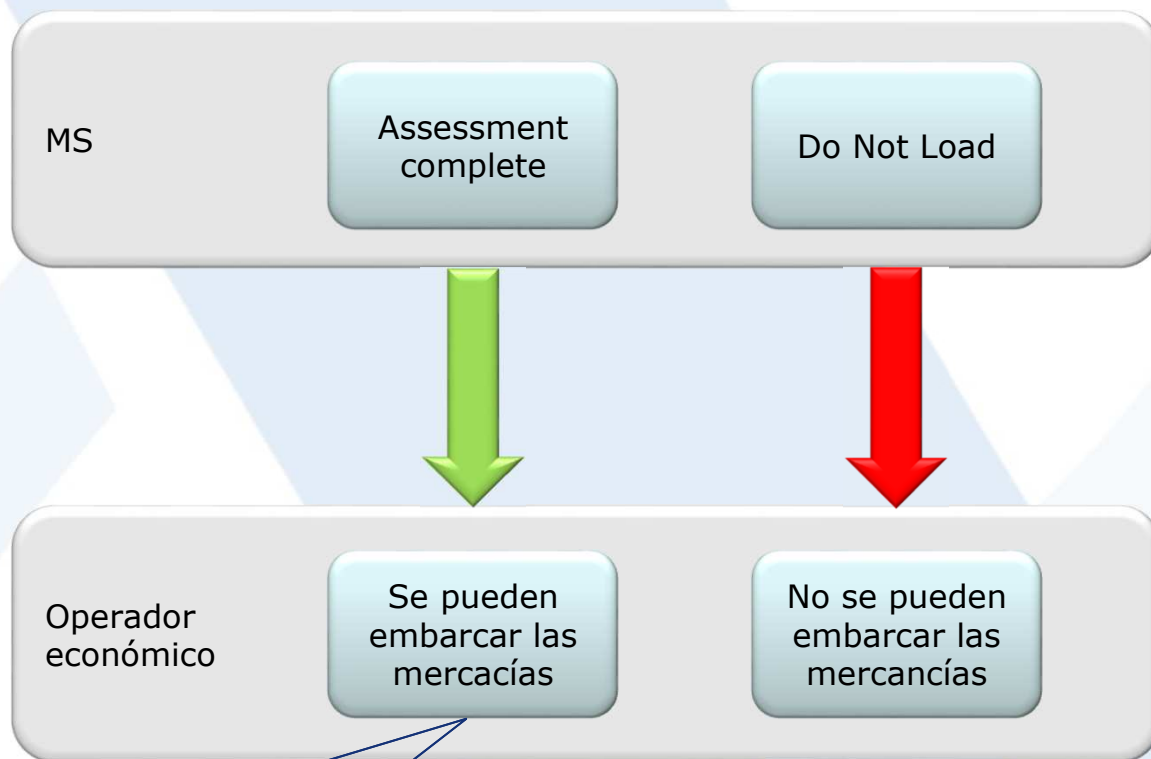 MS
Assessment
complete
Do Not Load
Operador
económico
Se pueden
embarcar las
mercacías
No se pueden
embarcar las
mercancías